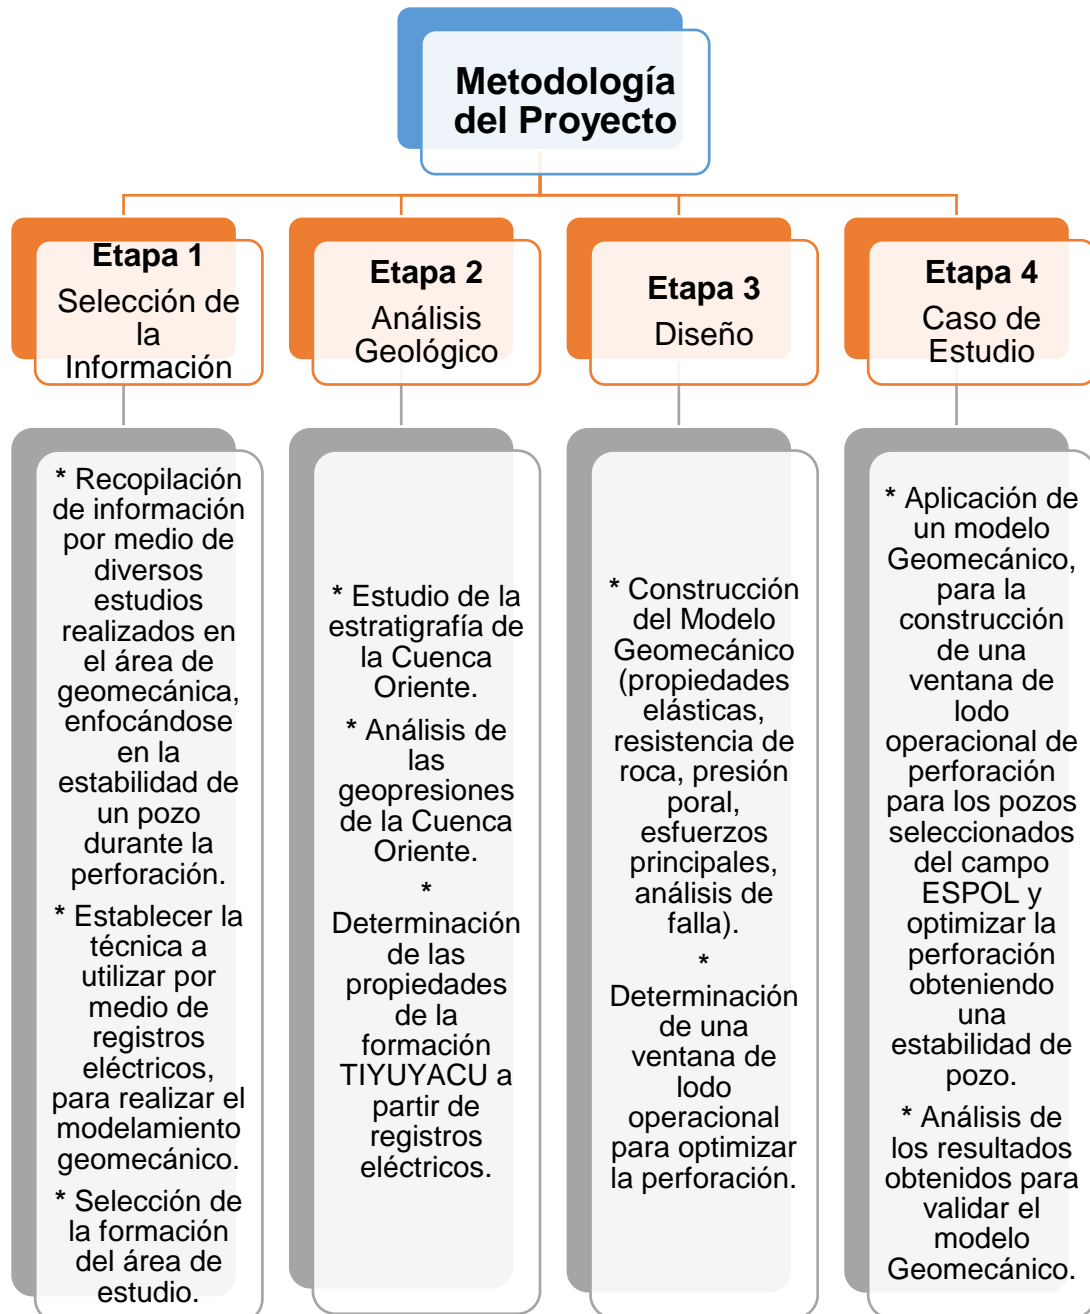 Metodología
del Proyecto
Etapa 1
Selección de
la
Información
Etapa 2
Análisis
Geológico
Etapa 3
Diseño
Etapa 4
Caso de
Estudio
* Recopilación
de información
por medio de
diversos
estudios
realizados en
el área de
geomecánica,
enfocándose
en la
estabilidad de
un pozo
durante la
perforación.
* Establecer la
técnica a
utilizar por
medio de
registros
eléctricos,
para realizar el
modelamiento
geomecánico.
* Selección de
la formación
del área de
estudio.
* Estudio de la
estratigrafía de
la Cuenca
Oriente.
* Análisis de
las
geopresiones
de la Cuenca
Oriente.
*
Determinación
de las
propiedades
de la
formación
TIYUYACU a
partir de
registros
eléctricos.
* Construcción
del Modelo
Geomecánico
(propiedades
elásticas,
resistencia de
roca, presión
poral,
esfuerzos
principales,
análisis de
falla).
*
Determinación
de una
ventana de
lodo
operacional
para optimizar
la perforación.
* Aplicación de
un modelo
Geomecánico,
para la
construcción
de una
ventana de
lodo
operacional de
perforación
para los pozos
seleccionados
del campo
ESPOL y
optimizar la
perforación
obteniendo
una
estabilidad de
pozo.
* Análisis de
los resultados
obtenidos para
validar el
modelo
Geomecánico.